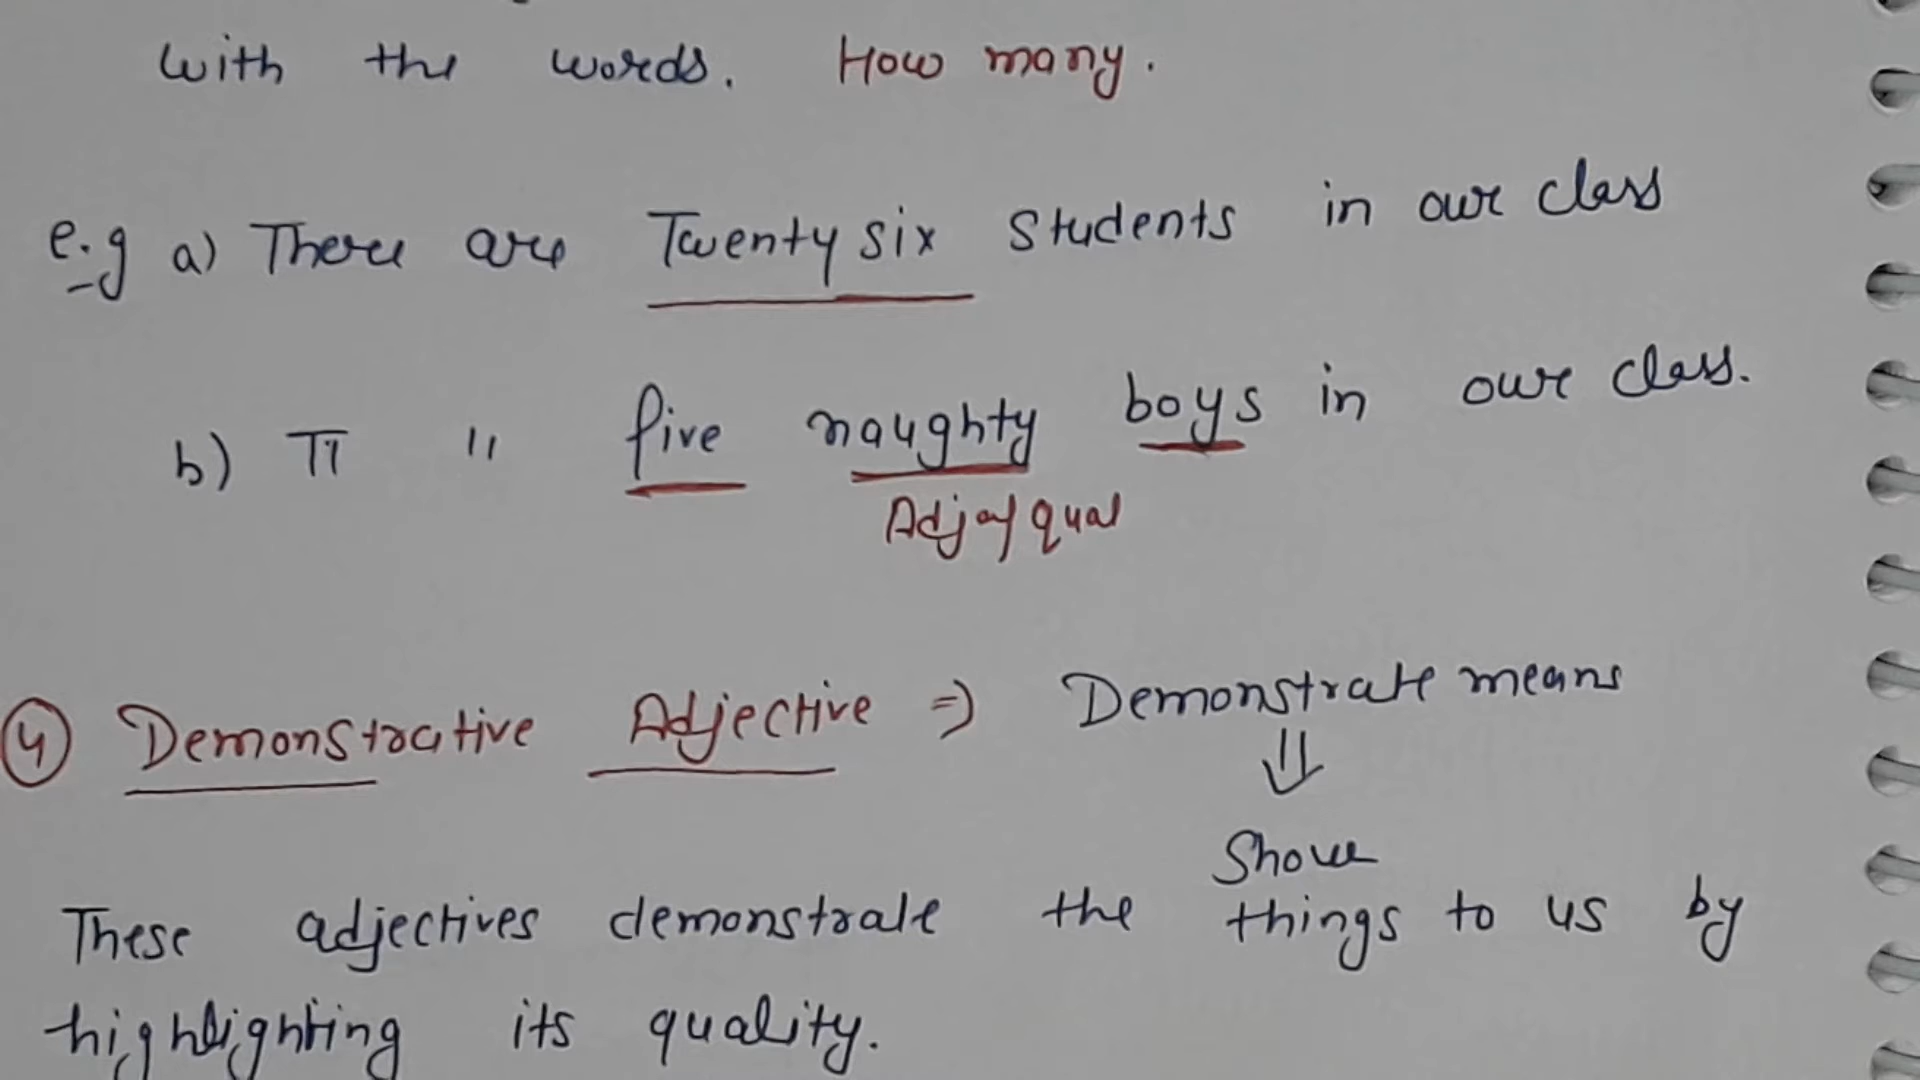 with the words. How many.
e.g a) There are Twenty six students in our class
b) 11 11 five naughty boys in our class.
Adj of qual
4 Demonstrative Adjective => Demonstrate means
⇓
Show
These adjectives demonstrate the things to us by
highlighting its quality.